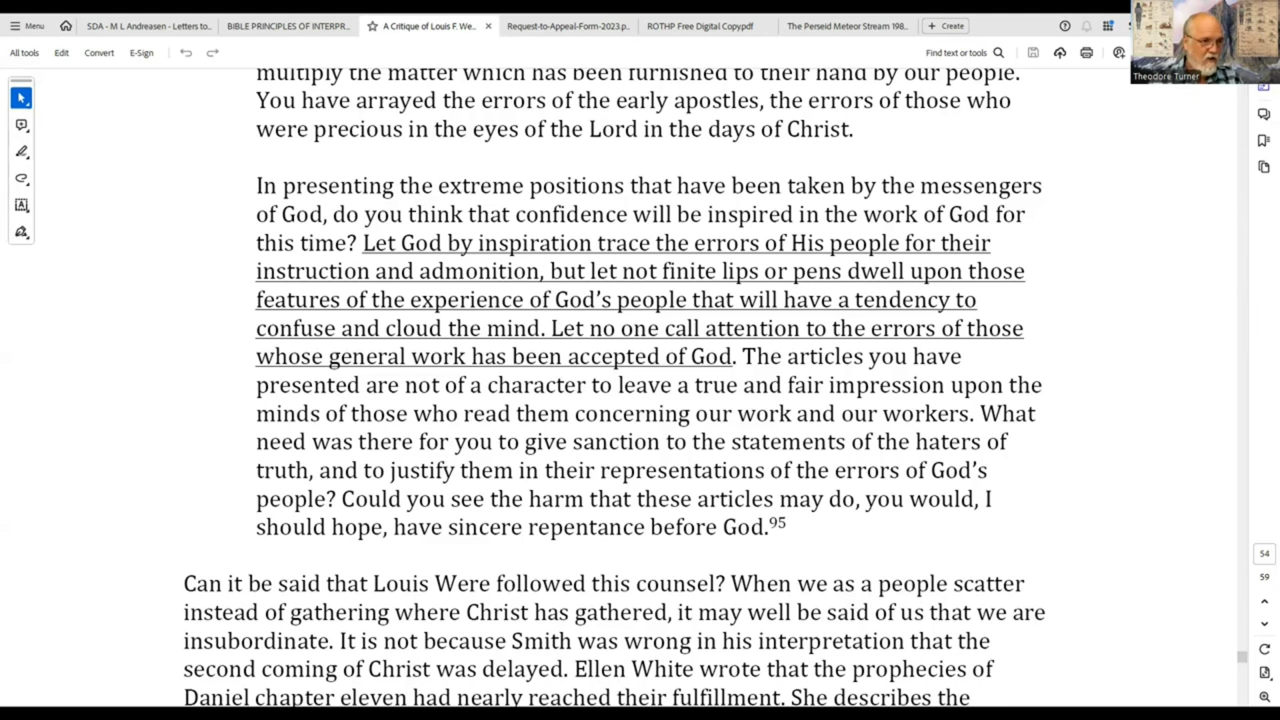 Menu
SDA - M L Andreasen - Letters to..
BIBLE PRINCIPLES OF INTERPR...
A Critique of Louis F. We...
Request-to-Appeal-Form-2023.p...
ROTHP Free Digital Copypdf
The Perseid Meteor Stream 198...
Create
All tools
Edit
Convert
E-Sign
Find text or tools
Theodore Turner
multiply the matter which has been furnished to their hand by our people.
You have arrayed the errors of the early apostles, the errors of those who
were precious in the eyes of the Lord in the days of Christ.
In presenting the extreme positions that have been taken by the messengers
of God, do you think that confidence will be inspired in the work of God for
this time? Let God by inspiration trace the errors of His people for their
instruction and admonition, but let not finite lips or pens dwell upon those
features of the experience of God’s people that will have a tendency to
confuse and cloud the mind. Let no one call attention to the errors of those
whose general work has been accepted of God. The articles you have
presented are not of a character to leave a true and fair impression upon the
minds of those who read them concerning our work and our workers. What
need was there for you to give sanction to the statements of the haters of
truth, and to justify them in their representations of the errors of God’s
people? Could you see the harm that these articles may do, you would, I
should hope, have sincere repentance before God.95
Can it be said that Louis Were followed this counsel? When we as a people scatter
instead of gathering where Christ has gathered, it may well be said of us that we are
insubordinate. It is not because Smith was wrong in his interpretation that the
second coming of Christ was delayed. Ellen White wrote that the prophecies of
Daniel chapter eleven had nearly reached their fulfillment. She describes the
54
59